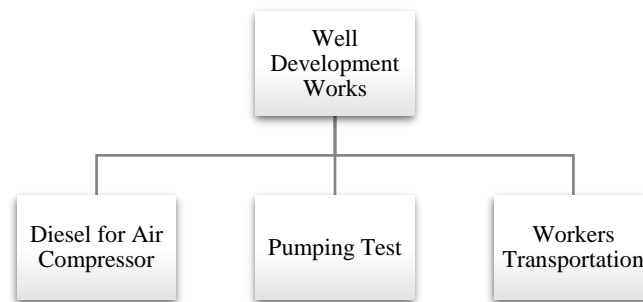 Well
Development
Works
Diesel for Air
Compressor
Pumping Test
Workers
Transportation